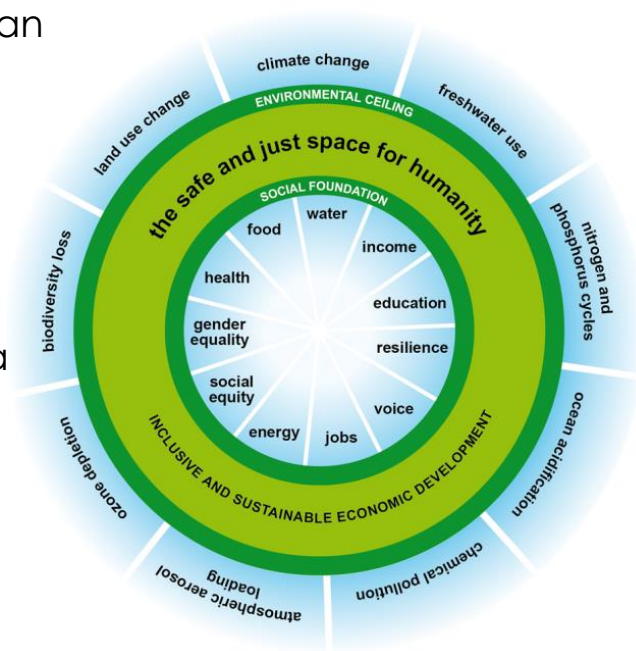 an
a
climate change
freshwater use
nitrogen and
phosphorus cycles
ocean acidification
chemical pollution
atmospheric aerosol
loading
ozone depletion
biodiversity loss
land use change
ENVIRONMENTAL CEILING
the safe and just space for humanity
SOCIAL FOUNDATION
water
income
education
resilience
voice
jobs
energy
social
equity
gender
equality
health
food
INCLUSIVE AND SUSTAINABLE ECONOMIC DEVELOPMENT